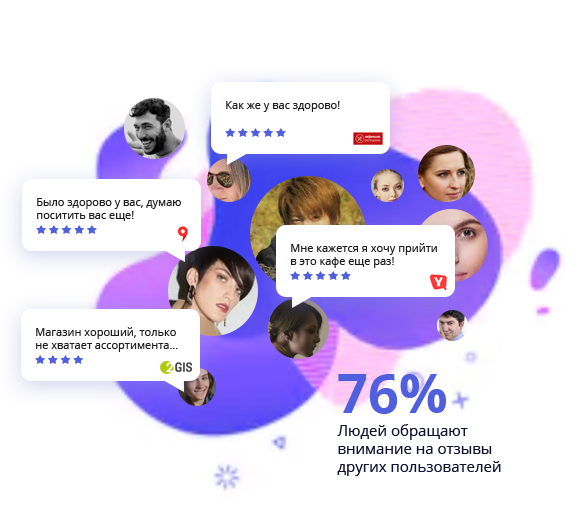 Как же у вас здорово!
Было здорово у вас, думаю
поситить вас еще!
Мне кажется я хочу прийти
в это кафе еще раз!
Магазин хороший, только
не хватает ассортимента...
2GIS
76%
Людей обращают
внимание на отзывы
других пользователей